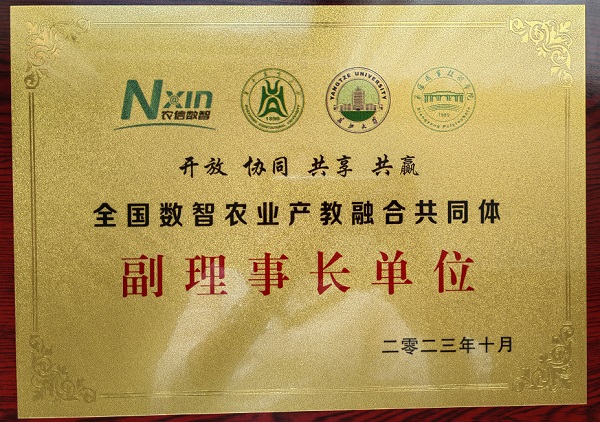 Nxin
农信数智
1898
YANGTZE UNIVERSITY
长江大学
1985
开放 协同 共享 共赢
全国数智农业产教融合共同体
副理事长单位
二零二三年十月